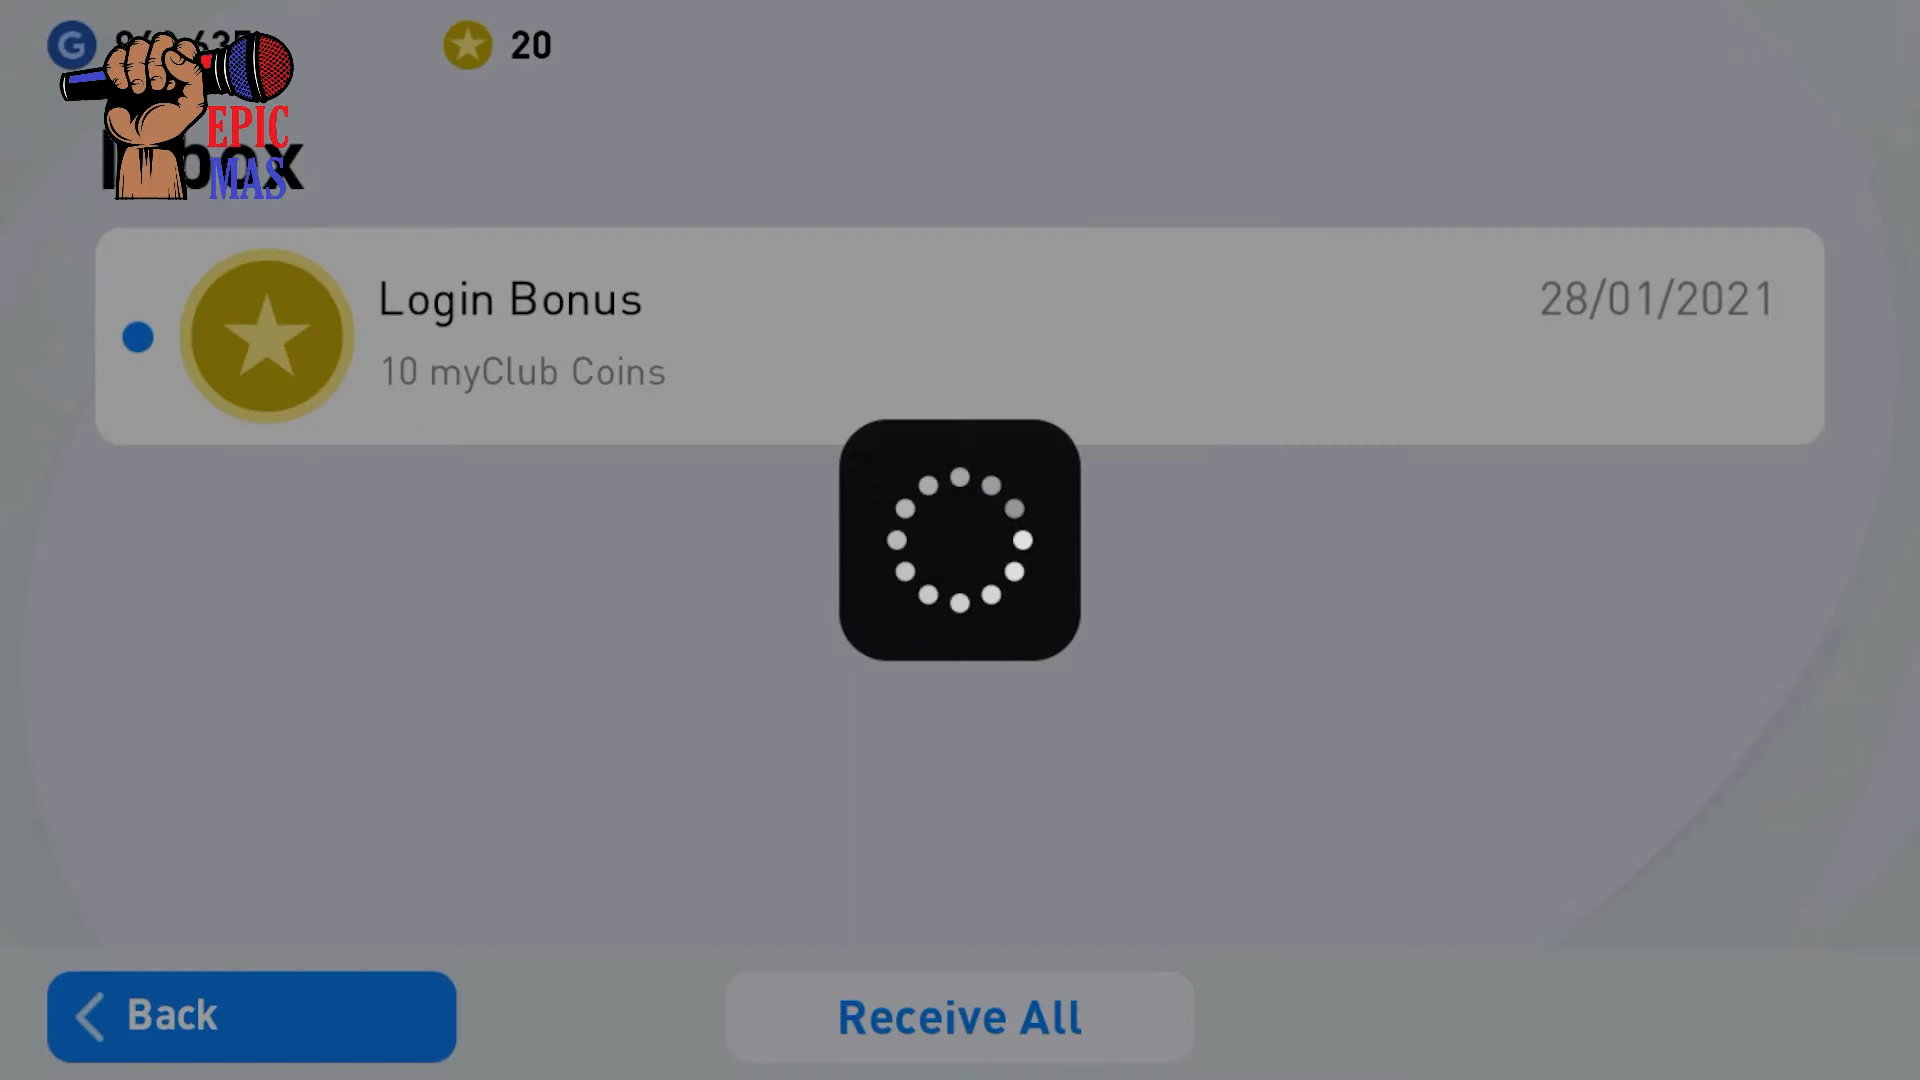 G
20
EPIC
MAS
Login Bonus
28/01/2021
10 myClub Coins
Back
Receive All